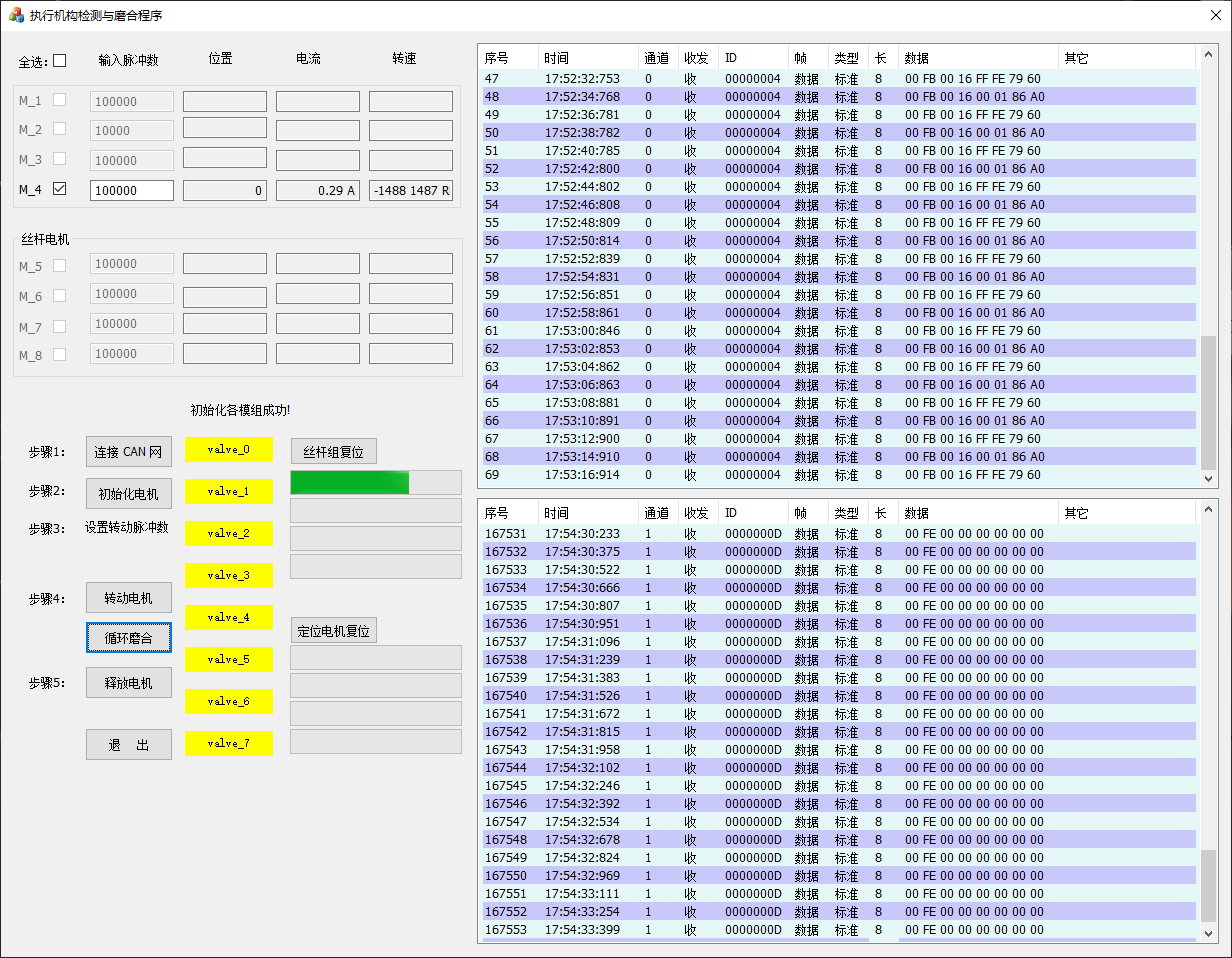 执行机构检测与磨合程序
全选: 输入脉冲数 位置 电流 转速
M_1 100000
M_2 10000
M_3 100000
M_4 100000 0 0.29 A -1488 1487 R
丝杆电机
M_5 100000
M_6 100000
M_7 100000
M_8 100000
初始化各模组成功!
步骤1: 连接 CAN 网 valve_0 丝杆组复位
步骤2: 初始化电机 valve_1
步骤3: 设置转动脉冲数 valve_2
valve_3
步骤4: 转动电机 valve_4
循环磨合 定位电机复位
valve_5
步骤5: 释放电机 valve_6
退 出 valve_7
序号 时间 通道 收发 ID 帧 类型 长 数据 其它
47 17:52:32:753 0 收 00000004 数据 标准 8 00 FB 00 16 FF FE 79 60
48 17:52:34:768 0 收 00000004 数据 标准 8 00 FB 00 16 00 01 86 A0
49 17:52:36:781 0 收 00000004 数据 标准 8 00 FB 00 16 FF FE 79 60
50 17:52:38:782 0 收 00000004 数据 标准 8 00 FB 00 16 00 01 86 A0
51 17:52:40:785 0 收 00000004 数据 标准 8 00 FB 00 16 FF FE 79 60
52 17:52:42:800 0 收 00000004 数据 标准 8 00 FB 00 16 00 01 86 A0
53 17:52:44:802 0 收 00000004 数据 标准 8 00 FB 00 16 FF FE 79 60
54 17:52:46:808 0 收 00000004 数据 标准 8 00 FB 00 16 00 01 86 A0
55 17:52:48:809 0 收 00000004 数据 标准 8 00 FB 00 16 FF FE 79 60
56 17:52:50:814 0 收 00000004 数据 标准 8 00 FB 00 16 00 01 86 A0
57 17:52:52:839 0 收 00000004 数据 标准 8 00 FB 00 16 FF FE 79 60
58 17:52:54:831 0 收 00000004 数据 标准 8 00 FB 00 16 00 01 86 A0
59 17:52:56:851 0 收 00000004 数据 标准 8 00 FB 00 16 FF FE 79 60
60 17:52:58:861 0 收 00000004 数据 标准 8 00 FB 00 16 00 01 86 A0
61 17:53:00:846 0 收 00000004 数据 标准 8 00 FB 00 16 FF FE 79 60
62 17:53:02:853 0 收 00000004 数据 标准 8 00 FB 00 16 00 01 86 A0
63 17:53:04:862 0 收 00000004 数据 标准 8 00 FB 00 16 FF FE 79 60
64 17:53:06:863 0 收 00000004 数据 标准 8 00 FB 00 16 00 01 86 A0
65 17:53:08:881 0 收 00000004 数据 标准 8 00 FB 00 16 FF FE 79 60
66 17:53:10:891 0 收 00000004 数据 标准 8 00 FB 00 16 00 01 86 A0
67 17:53:12:900 0 收 00000004 数据 标准 8 00 FB 00 16 FF FE 79 60
68 17:53:14:910 0 收 00000004 数据 标准 8 00 FB 00 16 00 01 86 A0
69 17:53:16:914 0 收 00000004 数据 标准 8 00 FB 00 16 FF FE 79 60
序号 时间 通道 收发 ID 帧 类型 长 数据 其它
167531 17:54:30:233 1 收 0000000D 数据 标准 8 00 FE 00 00 00 00 00 00
167532 17:54:30:375 1 收 0000000D 数据 标准 8 00 FE 00 00 00 00 00 00
167533 17:54:30:522 1 收 0000000D 数据 标准 8 00 FE 00 00 00 00 00 00
167534 17:54:30:666 1 收 0000000D 数据 标准 8 00 FE 00 00 00 00 00 00
167535 17:54:30:807 1 收 0000000D 数据 标准 8 00 FE 00 00 00 00 00 00
167536 17:54:30:951 1 收 0000000D 数据 标准 8 00 FE 00 00 00 00 00 00
167537 17:54:31:096 1 收 0000000D 数据 标准 8 00 FE 00 00 00 00 00 00
167538 17:54:31:239 1 收 0000000D 数据 标准 8 00 FE 00 00 00 00 00 00
167539 17:54:31:383 1 收 0000000D 数据 标准 8 00 FE 00 00 00 00 00 00
167540 17:54:31:526 1 收 0000000D 数据 标准 8 00 FE 00 00 00 00 00 00
167541 17:54:31:672 1 收 0000000D 数据 标准 8 00 FE 00 00 00 00 00 00
167542 17:54:31:815 1 收 0000000D 数据 标准 8 00 FE 00 00 00 00 00 00
167543 17:54:31:958 1 收 0000000D 数据 标准 8 00 FE 00 00 00 00 00 00
167544 17:54:32:102 1 收 0000000D 数据 标准 8 00 FE 00 00 00 00 00 00
167545 17:54:32:246 1 收 0000000D 数据 标准 8 00 FE 00 00 00 00 00 00
167546 17:54:32:392 1 收 0000000D 数据 标准 8 00 FE 00 00 00 00 00 00
167547 17:54:32:534 1 收 0000000D 数据 标准 8 00 FE 00 00 00 00 00 00
167548 17:54:32:678 1 收 0000000D 数据 标准 8 00 FE 00 00 00 00 00 00
167549 17:54:32:824 1 收 0000000D 数据 标准 8 00 FE 00 00 00 00 00 00
167550 17:54:32:969 1 收 0000000D 数据 标准 8 00 FE 00 00 00 00 00 00
167551 17:54:33:111 1 收 0000000D 数据 标准 8 00 FE 00 00 00 00 00 00
167552 17:54:33:254 1 收 0000000D 数据 标准 8 00 FE 00 00 00 00 00 00
167553 17:54:33:399 1 收 0000000D 数据 标准 8 00 FE 00 00 00 00 00 00